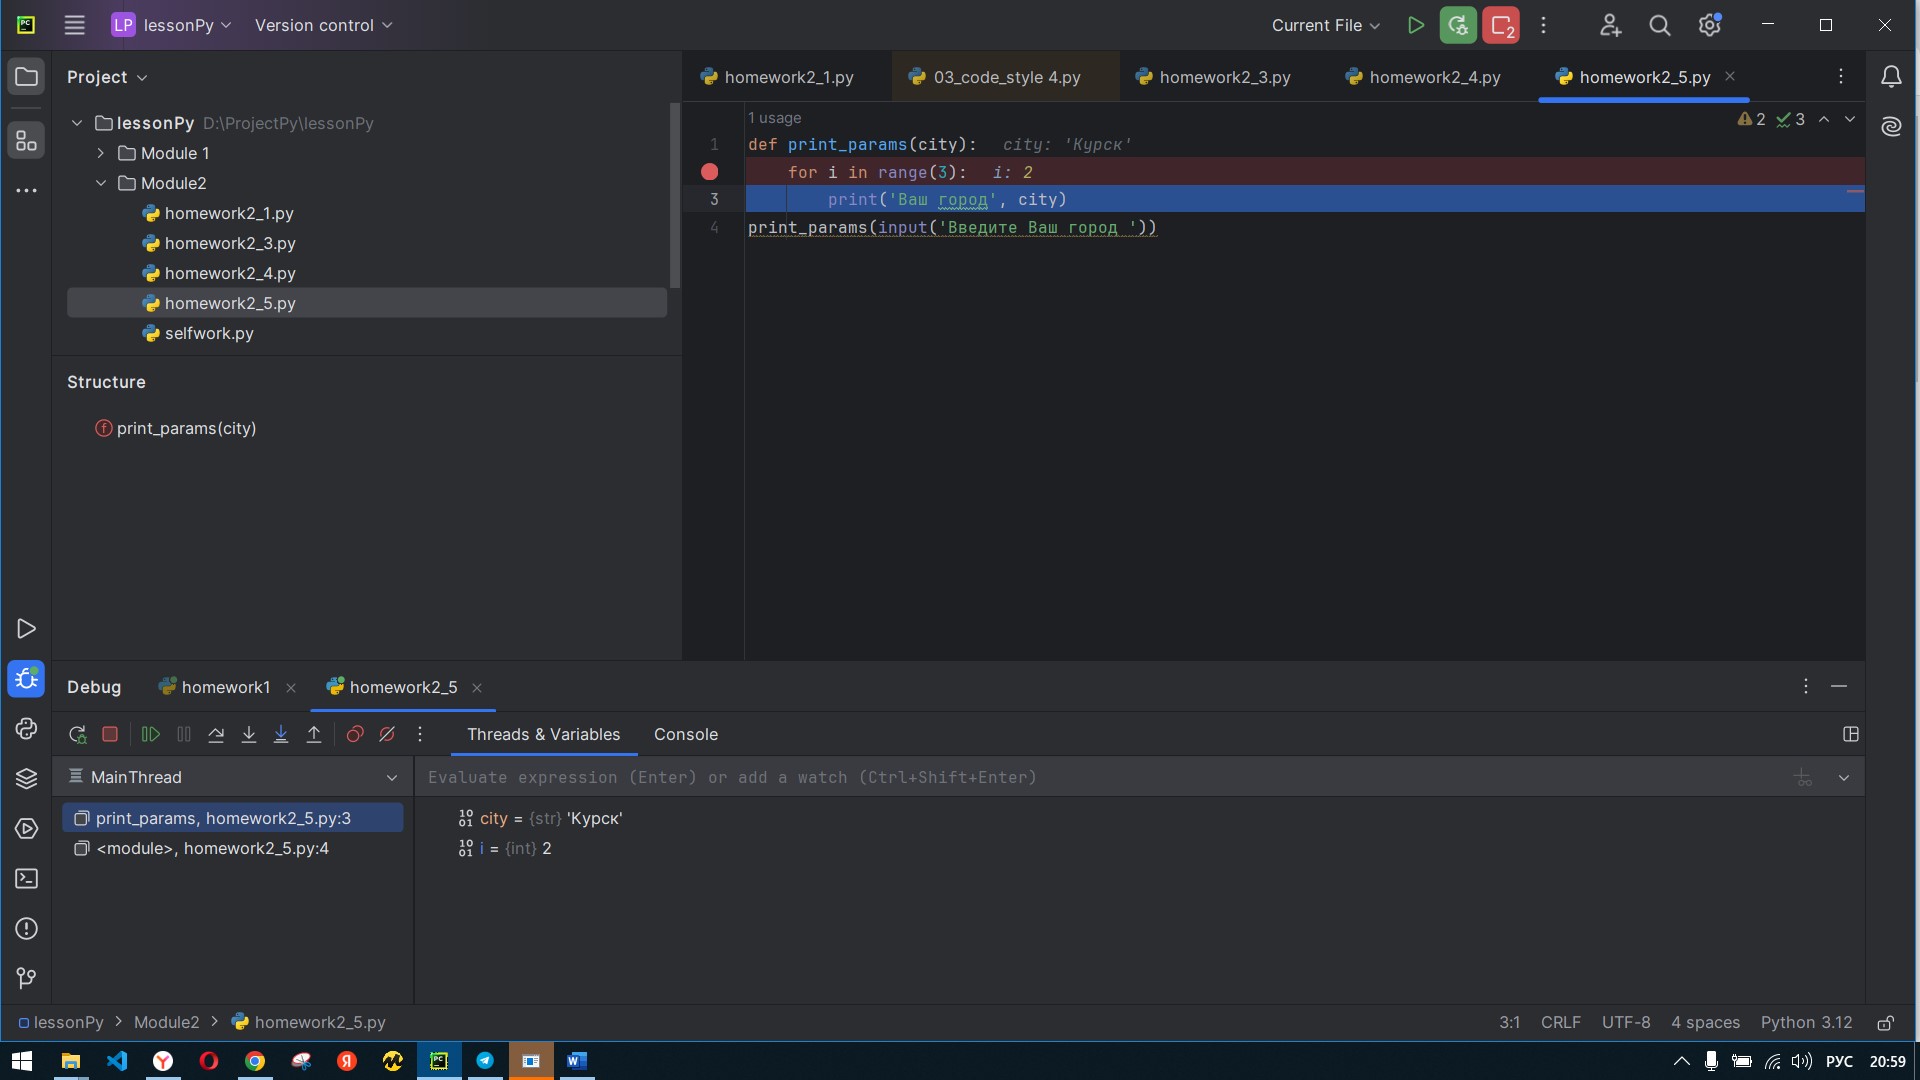 LP lessonPy Version control Current File 2
Project
homework2_1.py 03_code_style 4.py homework2_3.py homework2_4.py homework2_5.py
lessonPy D:\ProjectPy\lessonPy
Module 1
Module2
homework2_1.py
homework2_3.py
homework2_4.py
homework2_5.py
selfwork.py
Structure
print_params(city)
1 usage
2 3
1 def print_params(city): city: 'Курск'
for i in range(3): i: 2
3 print('Ваш город', city)
4 print_params(input('Введите Ваш город '))
Debug homework1 homework2_5
Threads & Variables Console
MainThread
Evaluate expression (Enter) or add a watch (Ctrl+Shift+Enter)
print_params, homework2_5.py:3
<module>, homework2_5.py:4
city = {str} 'Курск'
i = {int} 2
lessonPy > Module2 > homework2_5.py
3:1 CRLF UTF-8 4 spaces Python 3.12
РУС 20:59